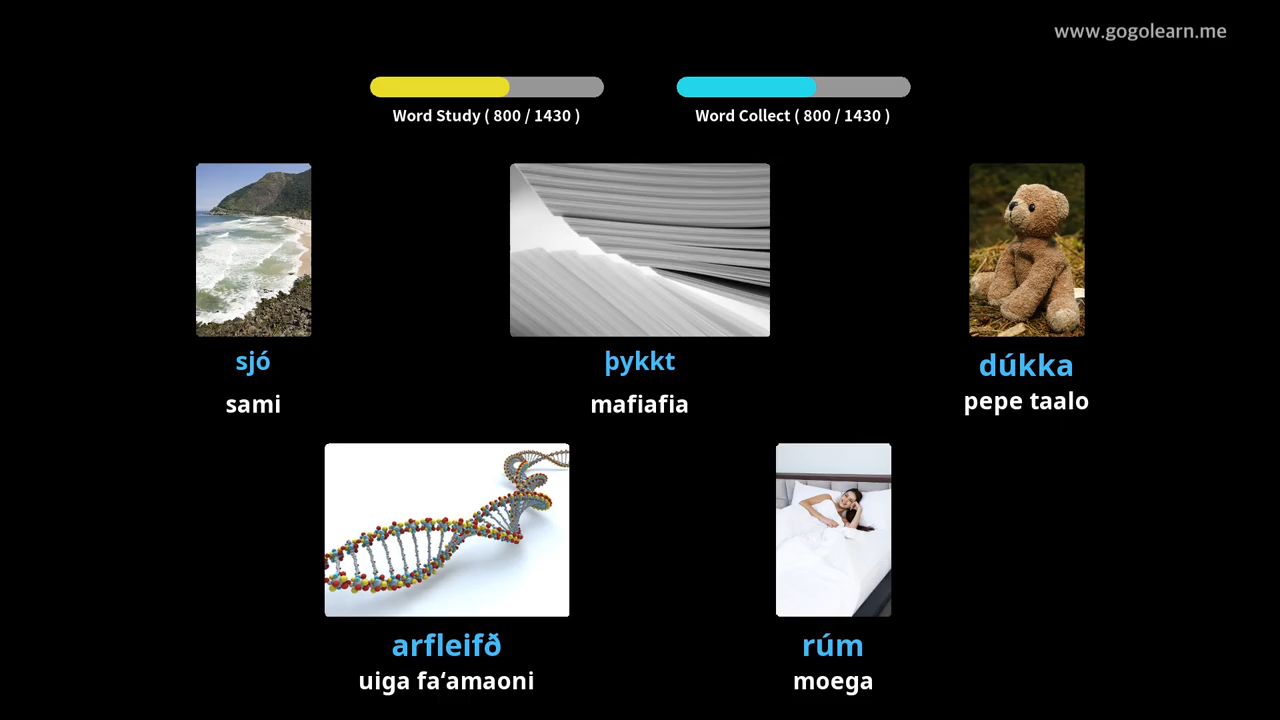 www.gogolearn.me
Word Study ( 800 / 1430 )
Word Collect ( 800 / 1430 )
sjó
þykkt
dúkka
sami
mafiafia
pepe taalo
arfleifð
rúm
uiga faʻamaoni
moega